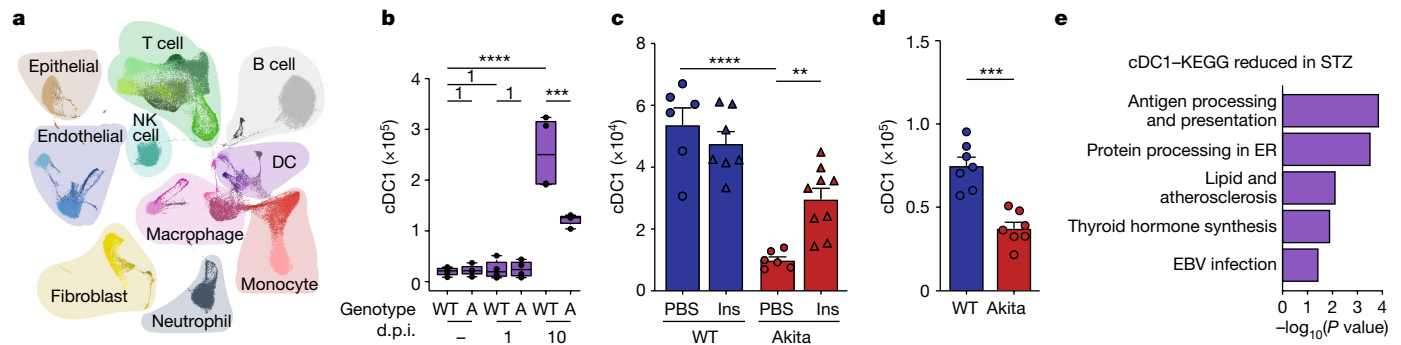 a
Epithelial
T cell
B cell
Endothelial
NK
cell
DC
Macrophage
Monocyte
Fibroblast
Neutrophil
b
****
1
1
1
***
cDC1 (×10⁵)
4
3
2
1
0
Genotype WT A WT A WT A
d.p.i. – 1 10
c
****
**
cDC1 (×10⁴)
8
6
4
2
0
PBS Ins PBS Ins
WT Akita
d
***
cDC1 (×10⁵)
1.5
1.0
0.5
0
WT Akita
e
cDC1–KEGG reduced in STZ
Antigen processing
and presentation
Protein processing in ER
Lipid and
atherosclerosis
Thyroid hormone synthesis
EBV infection
0 1 2 3 4
–log₁₀(P value)